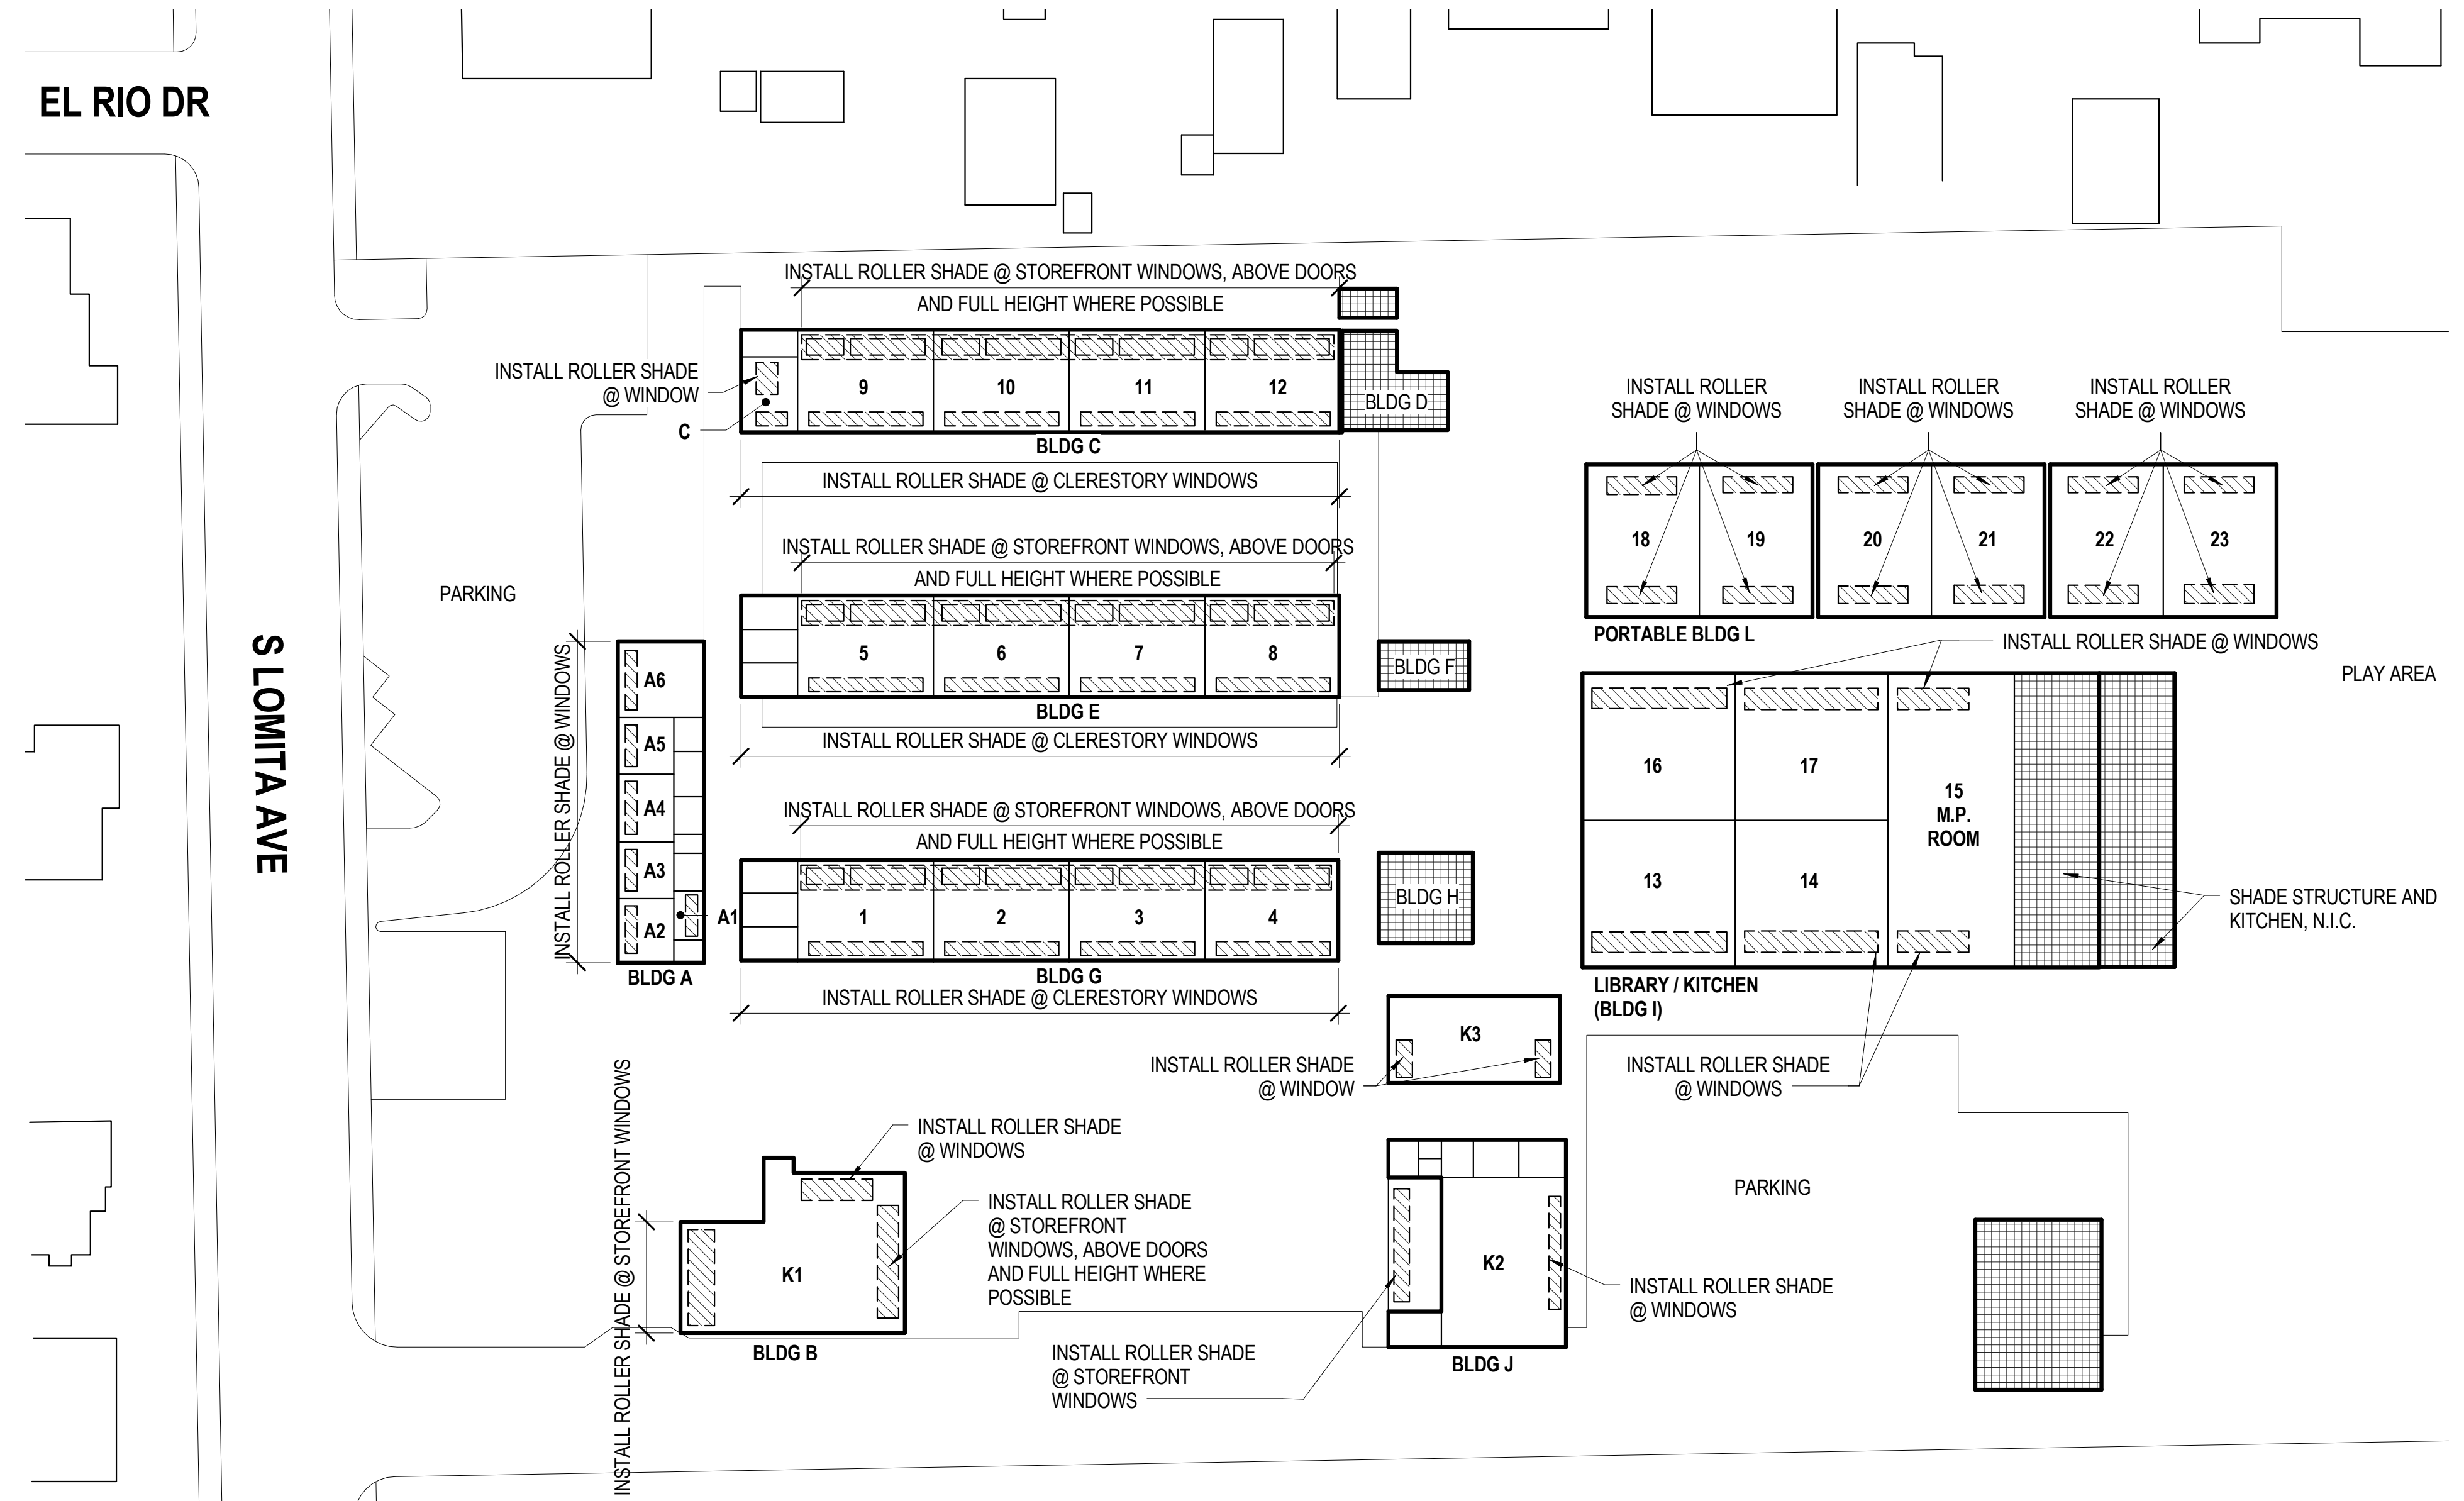 EL RIO DR
S LOMITA AVE
INSTALL ROLLER SHADE @ STOREFRONT WINDOWS, ABOVE DOORS
AND FULL HEIGHT WHERE POSSIBLE
INSTALL ROLLER SHADE
@ WINDOW
C
9
10
11
12
BLDG D
BLDG C
INSTALL ROLLER SHADE @ CLERESTORY WINDOWS
INSTALL ROLLER
SHADE @ WINDOWS
INSTALL ROLLER
SHADE @ WINDOWS
INSTALL ROLLER
SHADE @ WINDOWS
18
19
20
21
22
23
PORTABLE BLDG L
PARKING
INSTALL ROLLER SHADE @ STOREFRONT WINDOWS, ABOVE DOORS
AND FULL HEIGHT WHERE POSSIBLE
5
6
7
8
BLDG F
BLDG E
INSTALL ROLLER SHADE @ CLERESTORY WINDOWS
INSTALL ROLLER SHADE @ WINDOWS
A6
A5
A4
A3
A2
A1
BLDG A
INSTALL ROLLER SHADE @ WINDOWS
PLAY AREA
16
17
15
M.P.
ROOM
13
14
SHADE STRUCTURE AND
KITCHEN, N.I.C.
LIBRARY / KITCHEN
(BLDG I)
INSTALL ROLLER SHADE
@ WINDOWS
INSTALL ROLLER SHADE @ STOREFRONT WINDOWS, ABOVE DOORS
AND FULL HEIGHT WHERE POSSIBLE
1
2
3
4
BLDG H
BLDG G
INSTALL ROLLER SHADE @ CLERESTORY WINDOWS
K3
INSTALL ROLLER SHADE
@ WINDOW
INSTALL ROLLER SHADE @ STOREFRONT WINDOWS
INSTALL ROLLER SHADE
@ WINDOWS
INSTALL ROLLER SHADE
@ STOREFRONT
WINDOWS, ABOVE DOORS
AND FULL HEIGHT WHERE
POSSIBLE
K1
BLDG B
INSTALL ROLLER SHADE
@ STOREFRONT
WINDOWS
K2
BLDG J
INSTALL ROLLER SHADE
@ WINDOWS
PARKING